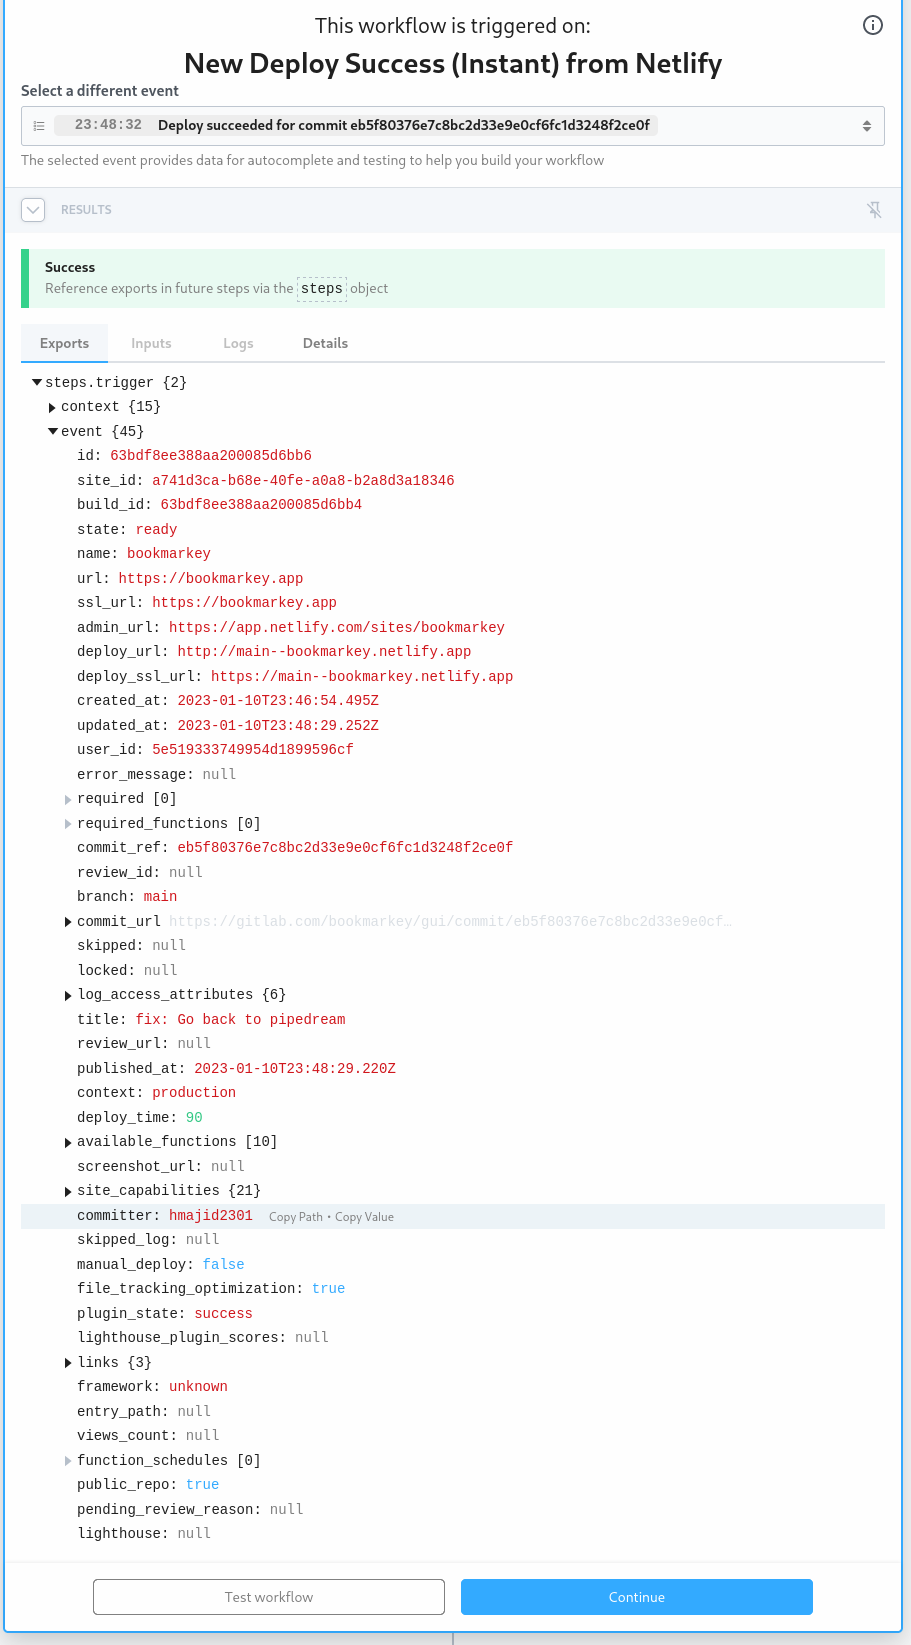 This workflow is triggered on:
New Deploy Success (Instant) from Netlify
Select a different event
23:48:32 Deploy succeeded for commit eb5f80376e7c8bc2d33e9e0cf6fc1d3248f2ce0f
The selected event provides data for autocomplete and testing to help you build your workflow
RESULTS
Success
Reference exports in future steps via the steps object
Exports Inputs Logs Details
steps.trigger {2}
context {15}
event {45}
id: 63bdf8ee388aa200085d6bb6
site_id: a741d3ca-b68e-40fe-a0a8-b2a8d3a18346
build_id: 63bdf8ee388aa200085d6bb4
state: ready
name: bookmarkey
url: https://bookmarkey.app
ssl_url: https://bookmarkey.app
admin_url: https://app.netlify.com/sites/bookmarkey
deploy_url: http://main--bookmarkey.netlify.app
deploy_ssl_url: https://main--bookmarkey.netlify.app
created_at: 2023-01-10T23:46:54.495Z
updated_at: 2023-01-10T23:48:29.252Z
user_id: 5e519333749954d1899596cf
error_message: null
required [0]
required_functions [0]
commit_ref: eb5f80376e7c8bc2d33e9e0cf6fc1d3248f2ce0f
review_id: null
branch: main
commit_url https://gitlab.com/bookmarkey/gui/commit/eb5f80376e7c8bc2d33e9e0cf…
skipped: null
locked: null
log_access_attributes {6}
title: fix: Go back to pipedream
review_url: null
published_at: 2023-01-10T23:48:29.220Z
context: production
deploy_time: 90
available_functions [10]
screenshot_url: null
site_capabilities {21}
committer: hmajid2301 Copy Path • Copy Value
skipped_log: null
manual_deploy: false
file_tracking_optimization: true
plugin_state: success
lighthouse_plugin_scores: null
links {3}
framework: unknown
entry_path: null
views_count: null
function_schedules [0]
public_repo: true
pending_review_reason: null
lighthouse: null
Test workflow Continue